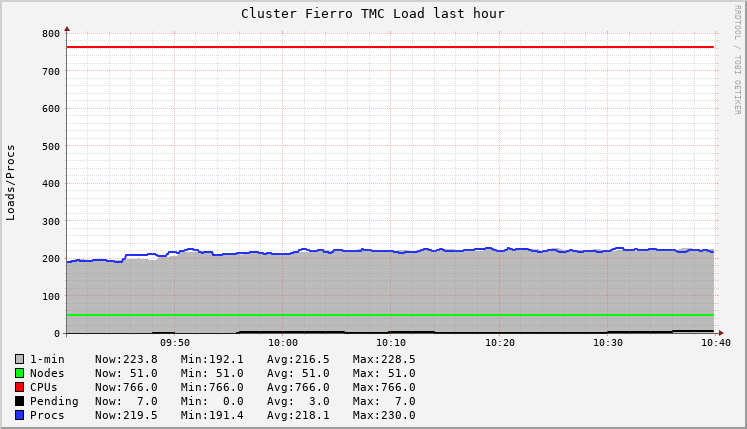 Cluster Fierro TMC Load last hour
RRDTOOL / TOBI OETIKER
Loads/Procs
800
700
600
500
400
300
200
100
0
09:50 10:00 10:10 10:20 10:30 10:40
1-min Now:223.8 Min:192.1 Avg:216.5 Max:228.5
Nodes Now: 51.0 Min: 51.0 Avg: 51.0 Max: 51.0
CPUs Now:766.0 Min:766.0 Avg:766.0 Max:766.0
Pending Now: 7.0 Min: 0.0 Avg: 3.0 Max: 7.0
Procs Now:219.5 Min:191.4 Avg:218.1 Max:230.0